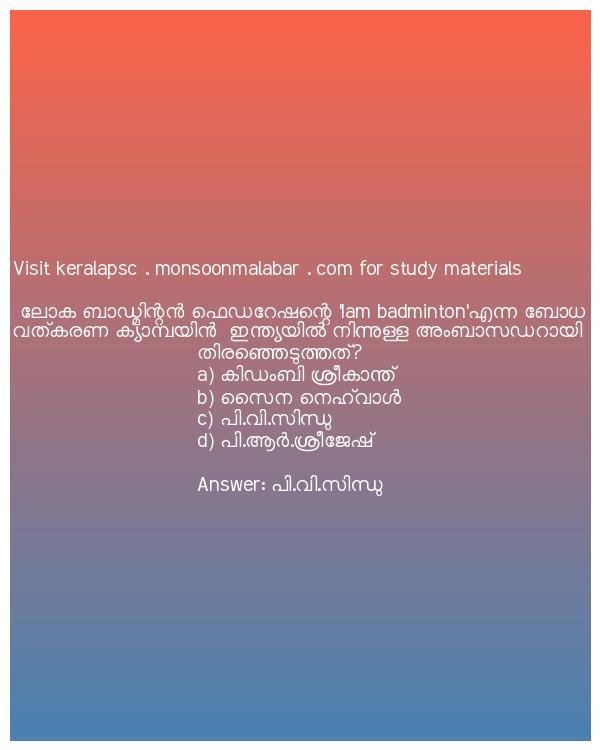 Visit keralapsc . monsoonmalabar . com for study materials
ലോക ബാഡ്മിന്റൻ ഫെഡറേഷന്റെ 'Iam badminton'എന്ന ബോധ
വത്കരണ ക്യാമ്പയിൻ ഇന്ത്യയിൽ നിന്നുള്ള അംബാസഡറായി
തിരഞ്ഞെടുത്തത്?
a) കിഡംബി ശ്രീകാന്ത്
b) സൈന നെഹ്‌വാൾ
c) പി.വി.സിന്ധു
d) പി.ആർ.ശ്രീജേഷ്
Answer: പി.വി.സിന്ധു